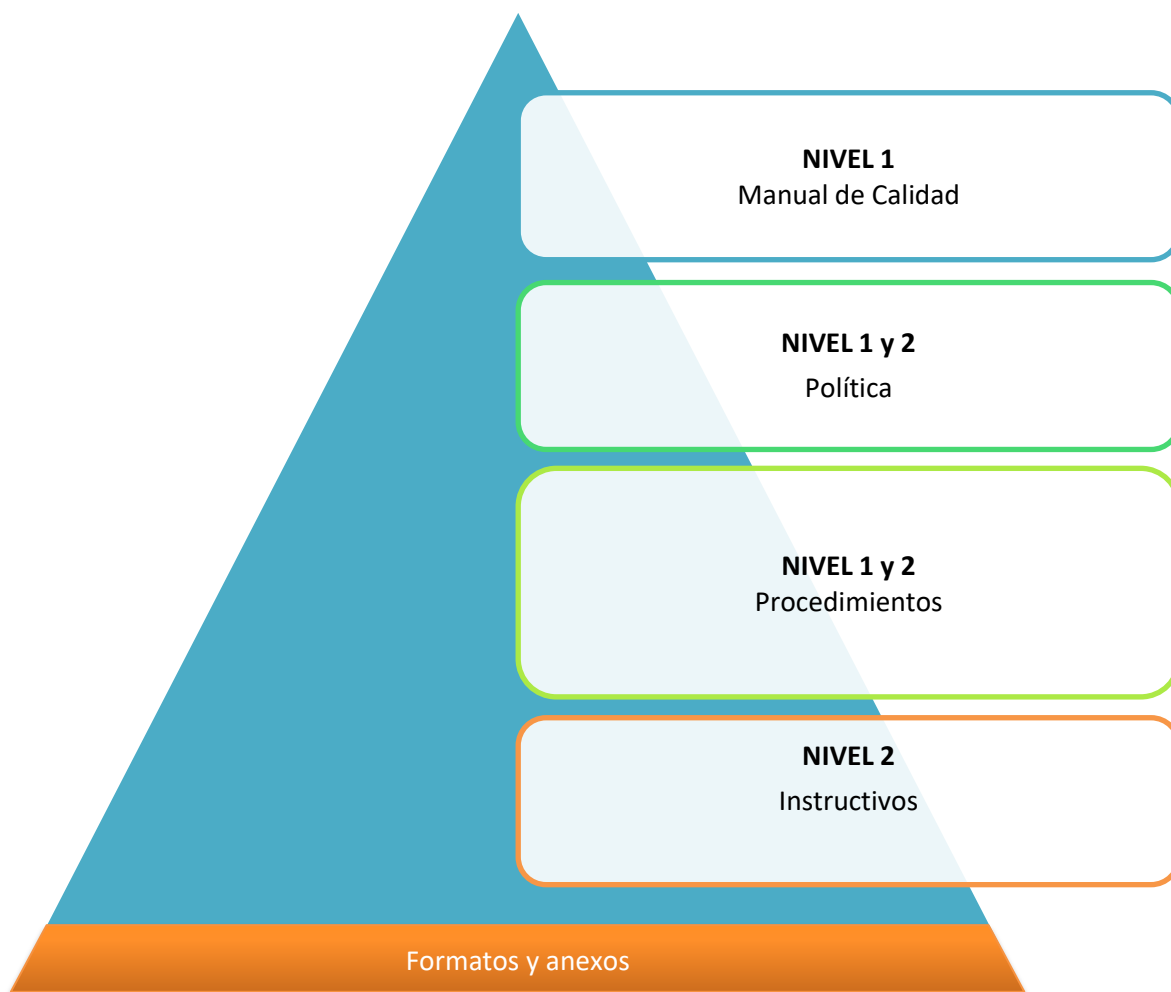 NIVEL 1
Manual de Calidad
NIVEL 1 y 2
Política
NIVEL 1 y 2
Procedimientos
NIVEL 2
Instructivos
Formatos y anexos